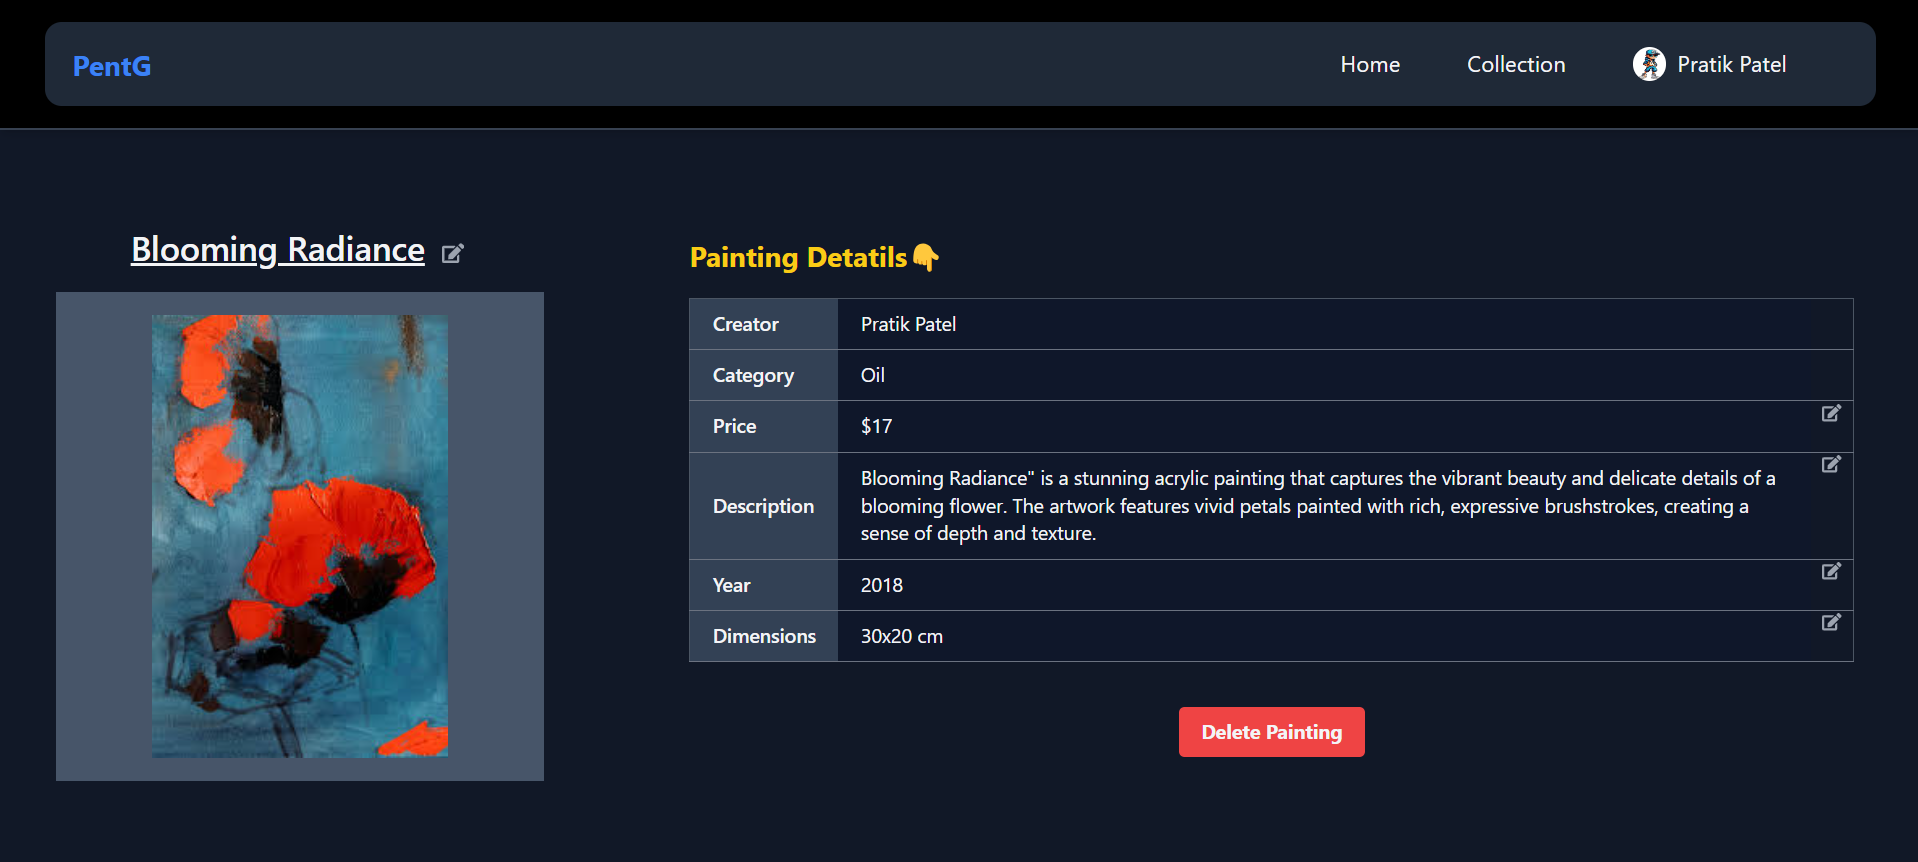 PentG
Home
Collection
Pratik Patel
Blooming Radiance
Painting Detatils👇
Creator
Pratik Patel
Category
Oil
Price
$17
Description
Blooming Radiance" is a stunning acrylic painting that captures the vibrant beauty and delicate details of a
blooming flower. The artwork features vivid petals painted with rich, expressive brushstrokes, creating a
sense of depth and texture.
Year
2018
Dimensions
30x20 cm
Delete Painting